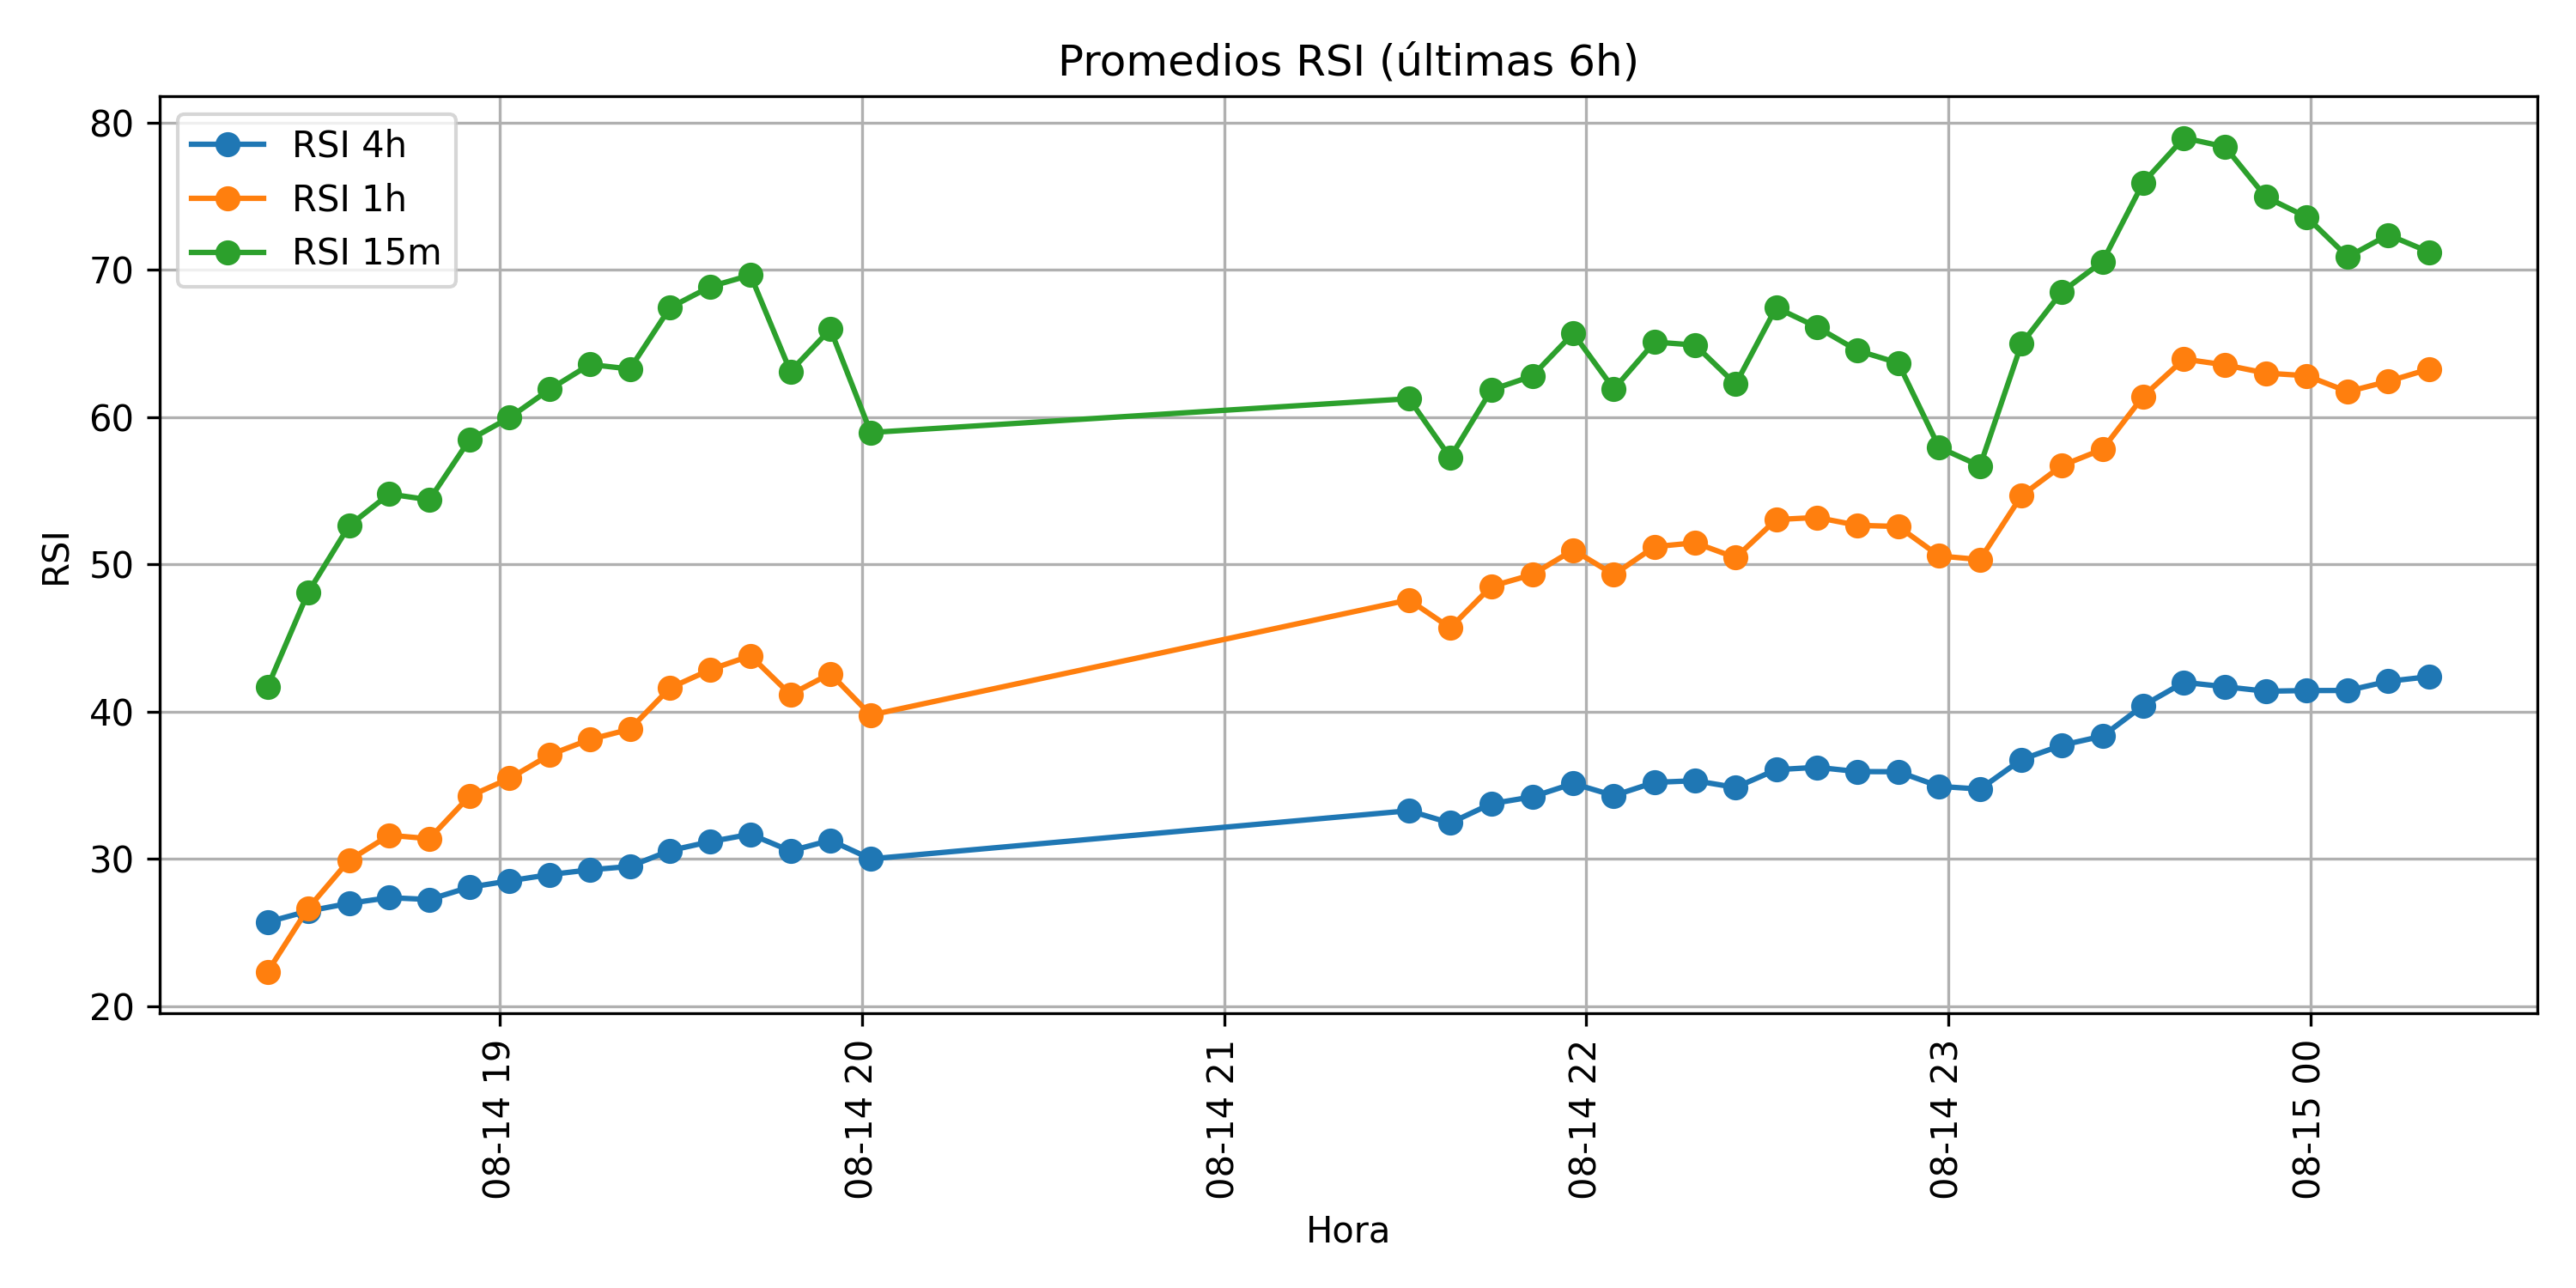 Promedios RSI (últimas 6h)
RSI 4h
RSI 1h
RSI 15m
80
70
60
50
40
30
20
RSI
08-14 19
08-14 20
08-14 21
08-14 22
08-14 23
08-15 00
Hora